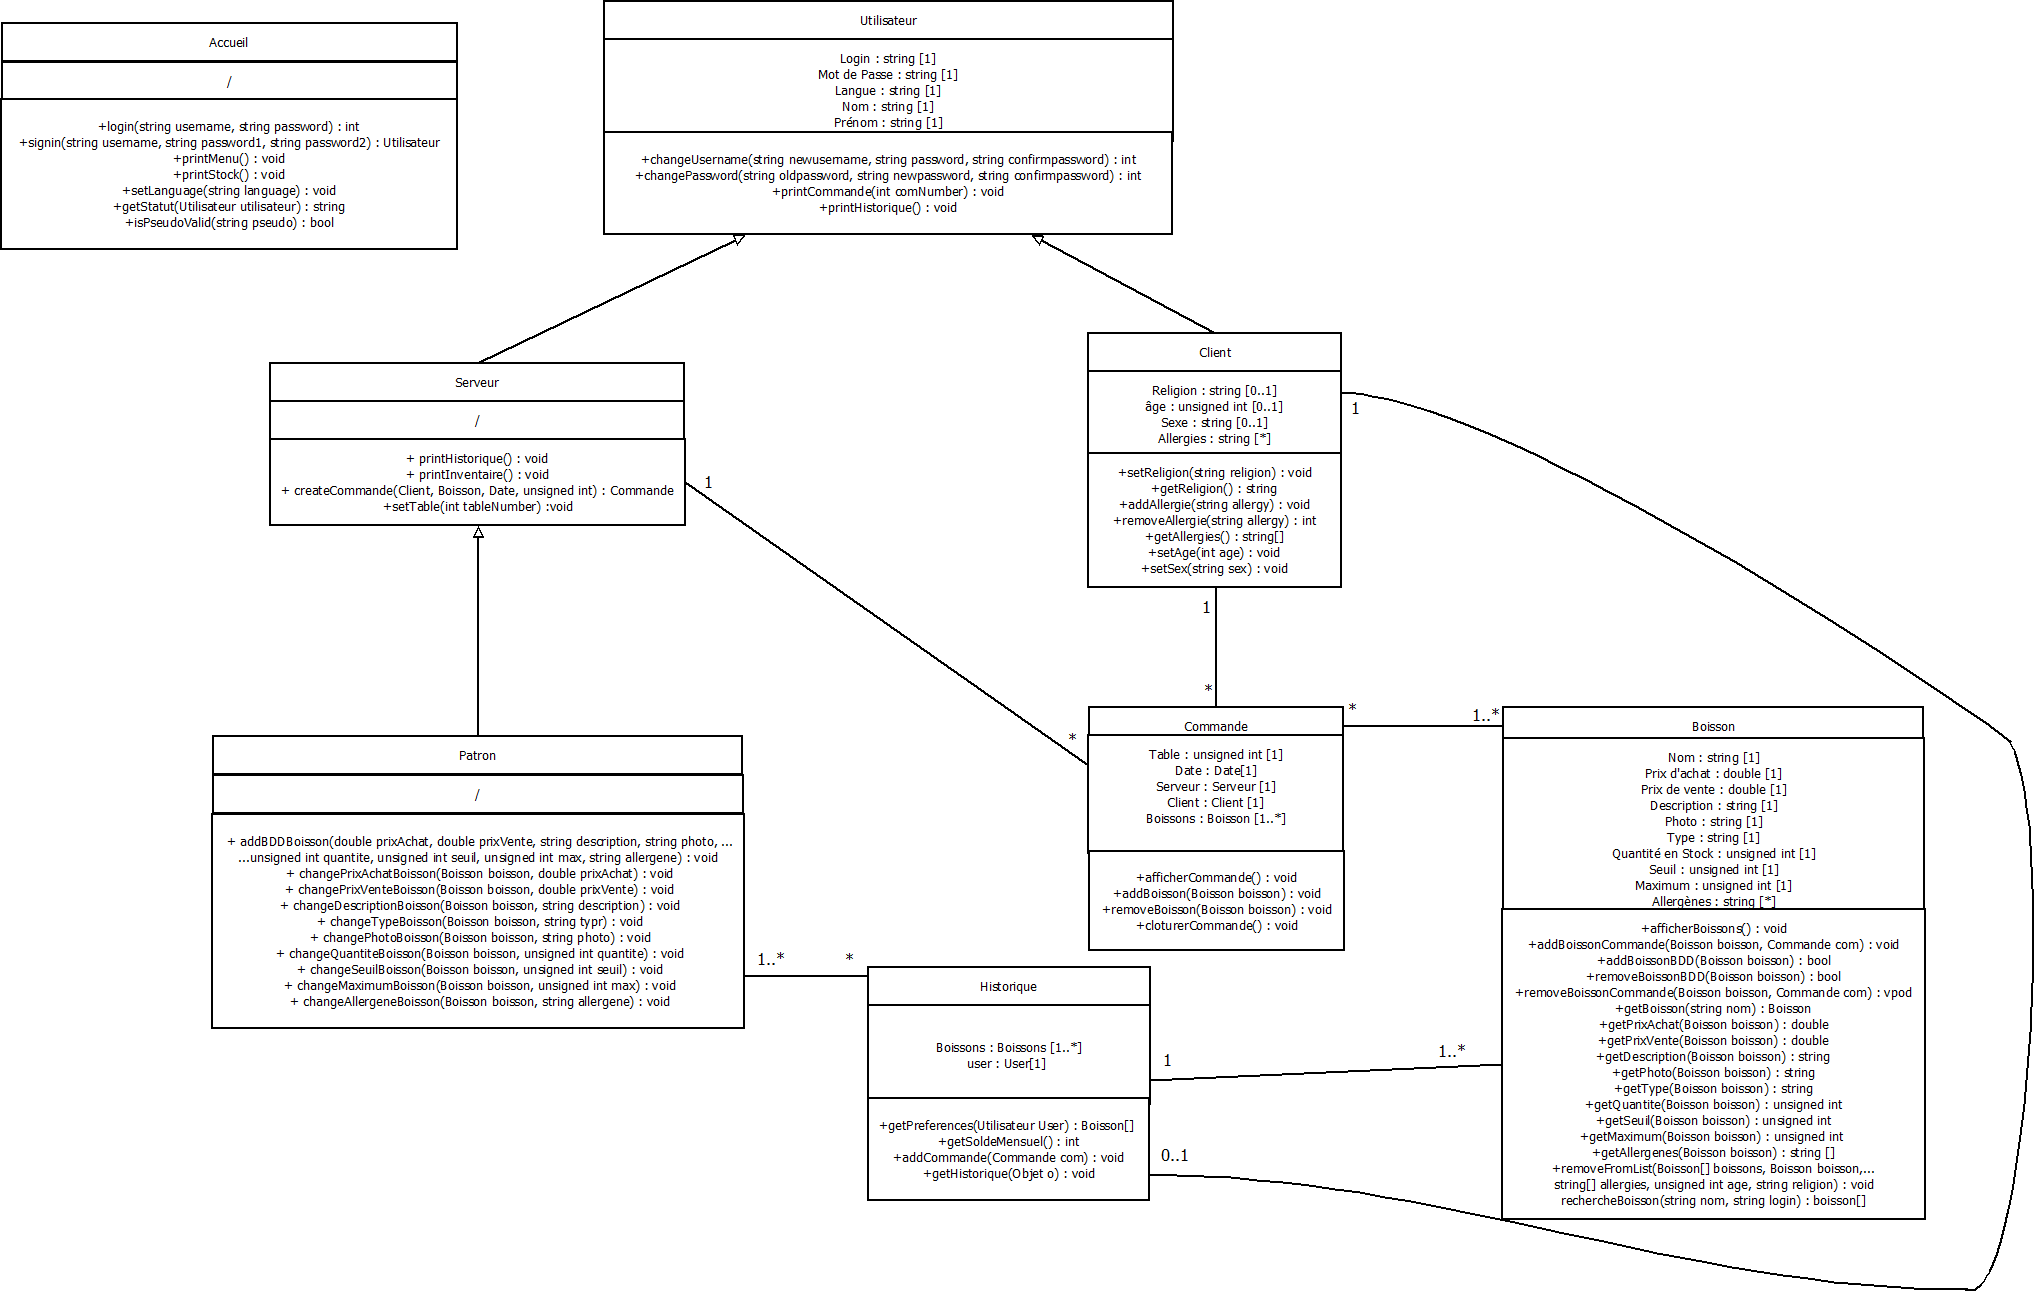 Accueil
/
+login(string username, string password) : int
+signin(string username, string password1, string password2) : Utilisateur
+printMenu() : void
+printStock() : void
+setLanguage(string language) : void
+getStatut(Utilisateur utilisateur) : string
+isPseudoValid(string pseudo) : bool
Utilisateur
Login : string [1]
Mot de Passe : string [1]
Langue : string [1]
Nom : string [1]
Prénom : string [1]
+changeUsername(string newusername, string password, string confirmpassword) : int
+changePassword(string oldpassword, string newpassword, string confirmpassword) : int
+printCommande(int comNumber) : void
+printHistorique() : void
Serveur
/
+ printHistorique() : void
+ printInventaire() : void
+ createCommande(Client, Boisson, Date, unsigned int) : Commande
+setTable(int tableNumber) :void
1
*
Client
Religion : string [0..1]
âge : unsigned int [0..1]
Sexe : string [0..1]
Allergies : string [*]
+setReligion(string religion) : void
+getReligion() : string
+addAllergie(string allergy) : void
+removeAllergie(string allergy) : int
+getAllergies() : string[]
+setAge(int age) : void
+setSex(string sex) : void
1
1
*
Patron
/
+ addBDDBoisson(double prixAchat, double prixVente, string description, string photo, ...
...unsigned int quantite, unsigned int seuil, unsigned int max, string allergene) : void
+ changePrixAchatBoisson(Boisson boisson, double prixAchat) : void
+ changePrixVenteBoisson(Boisson boisson, double prixVente) : void
+ changeDescriptionBoisson(Boisson boisson, string description) : void
+ changeTypeBoisson(Boisson boisson, string typr) : void
+ changePhotoBoisson(Boisson boisson, string photo) : void
+ changeQuantiteBoisson(Boisson boisson, unsigned int quantite) : void
+ changeSeuilBoisson(Boisson boisson, unsigned int seuil) : void
+ changeMaximumBoisson(Boisson boisson, unsigned int max) : void
+ changeAllergeneBoisson(Boisson boisson, string allergene) : void
1..*
*
Commande
Table : unsigned int [1]
Date : Date[1]
Serveur : Serveur [1]
Client : Client [1]
Boissons : Boisson [1..*]
+afficherCommande() : void
+addBoisson(Boisson boisson) : void
+removeBoisson(Boisson boisson) : void
+cloturerCommande() : void
*
1..*
Boisson
Nom : string [1]
Prix d'achat : double [1]
Prix de vente : double [1]
Description : string [1]
Photo : string [1]
Type : string [1]
Quantité en Stock : unsigned int [1]
Seuil : unsigned int [1]
Maximum : unsigned int [1]
Allergènes : string [*]
+afficherBoissons() : void
+addBoissonCommande(Boisson boisson, Commande com) : void
+addBoissonBDD(Boisson boisson) : bool
+removeBoissonBDD(Boisson boisson) : bool
+removeBoissonCommande(Boisson boisson, Commande com) : vpod
+getBoisson(string nom) : Boisson
+getPrixAchat(Boisson boisson) : double
+getPrixVente(Boisson boisson) : double
+getDescription(Boisson boisson) : string
+getPhoto(Boisson boisson) : string
+getType(Boisson boisson) : string
+getQuantite(Boisson boisson) : unsigned int
+getSeuil(Boisson boisson) : unsigned int
+getMaximum(Boisson boisson) : unsigned int
+getAllergenes(Boisson boisson) : string []
+removeFromList(Boisson[] boissons, Boisson boisson,...
string[] allergies, unsigned int age, string religion) : void
rechercheBoisson(string nom, string login) : boisson[]
Historique
Boissons : Boissons [1..*]
user : User[1]
+getPreferences(Utilisateur User) : Boisson[]
+getSoldeMensuel() : int
+addCommande(Commande com) : void
+getHistorique(Objet o) : void
1
1..*
0..1